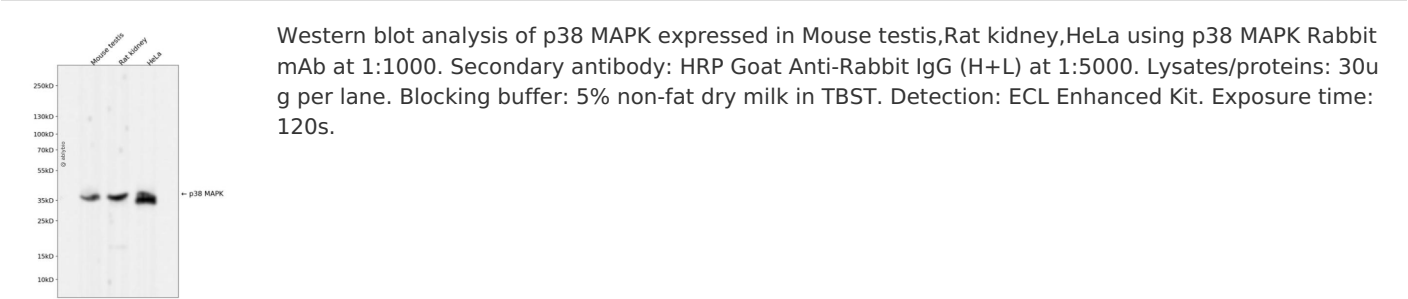 Mouse testis
Rat kidney
HeLa
250kD
130kD
100kD
70kD
55kD
35kD
25kD
15kD
10kD
@ abkybio
← p38 MAPK
Western blot analysis of p38 MAPK expressed in Mouse testis,Rat kidney,HeLa using p38 MAPK Rabbit
mAb at 1:1000. Secondary antibody: HRP Goat Anti-Rabbit IgG (H+L) at 1:5000. Lysates/proteins: 30u
g per lane. Blocking buffer: 5% non-fat dry milk in TBST. Detection: ECL Enhanced Kit. Exposure time:
120s.